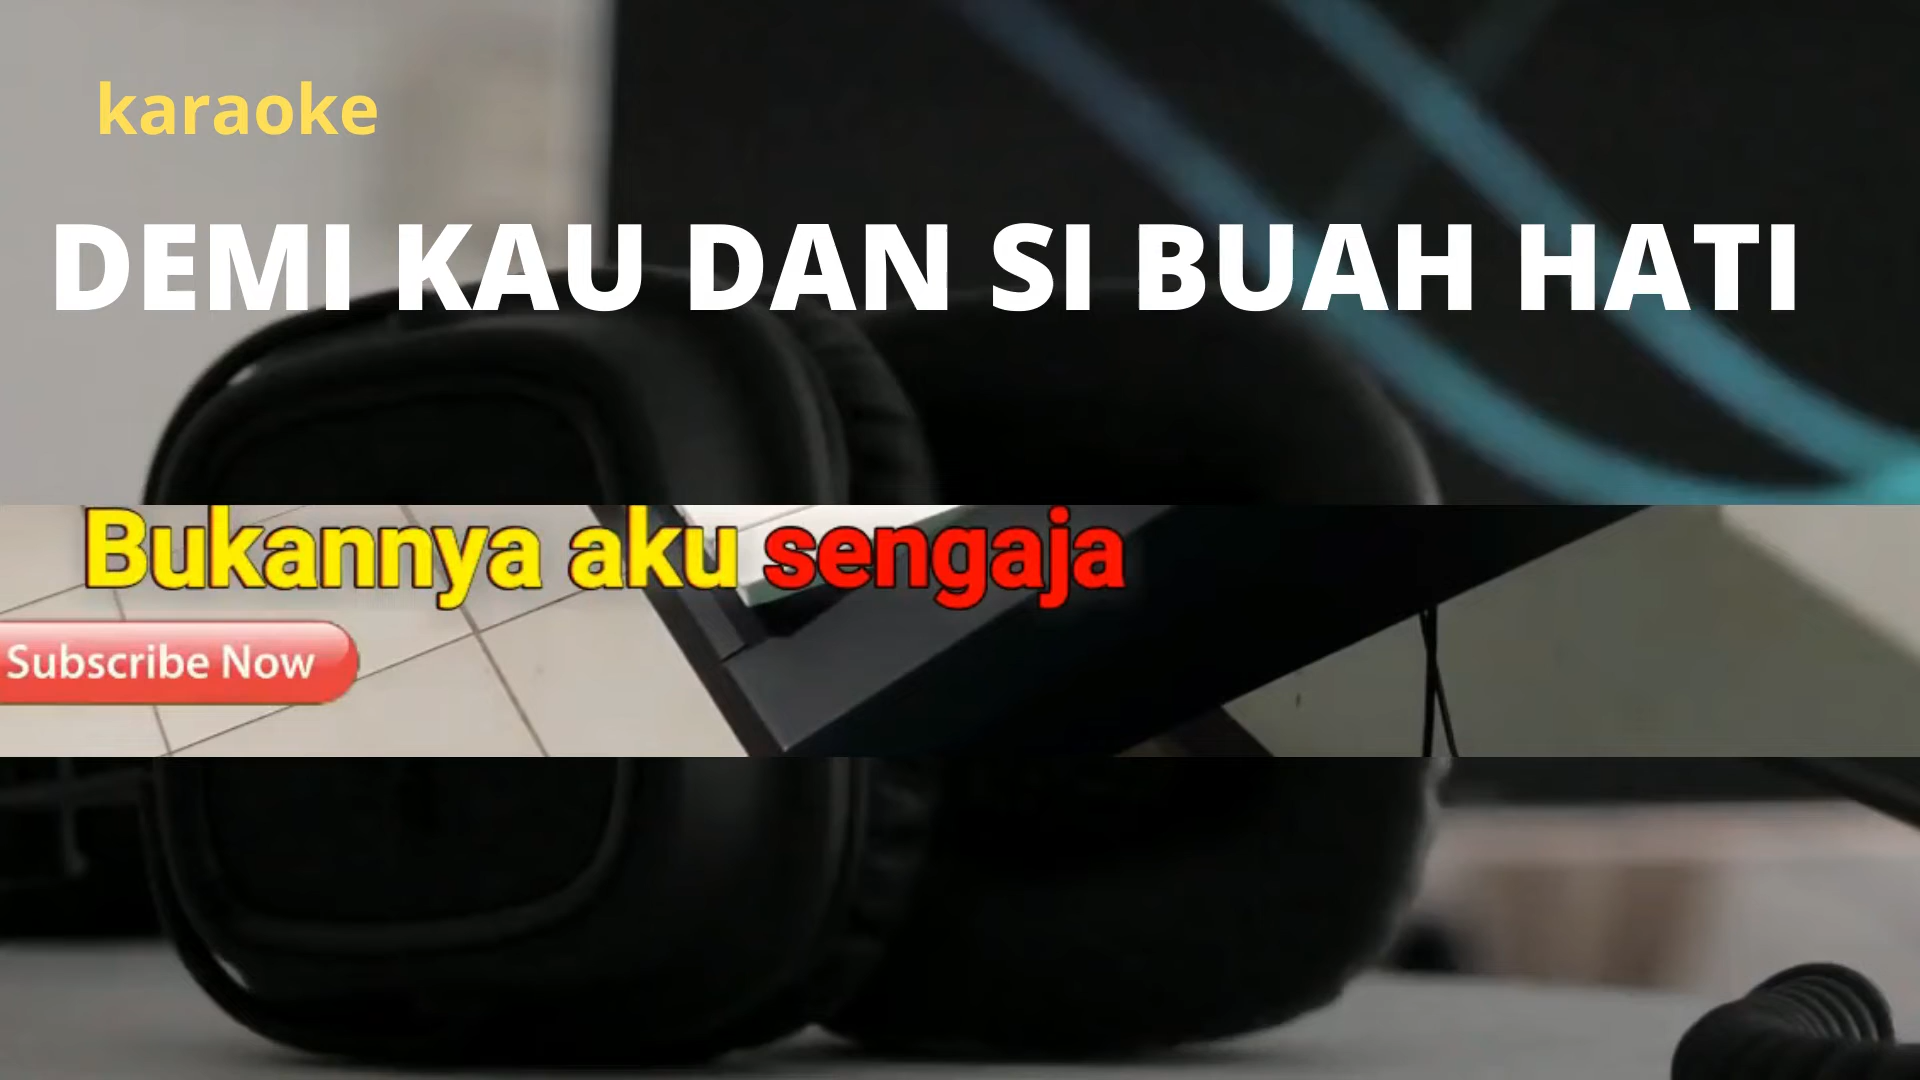 karaoke
DEMI KAU DAN SI BUAH HATI
Bukannya aku sengaja
Subscribe Now